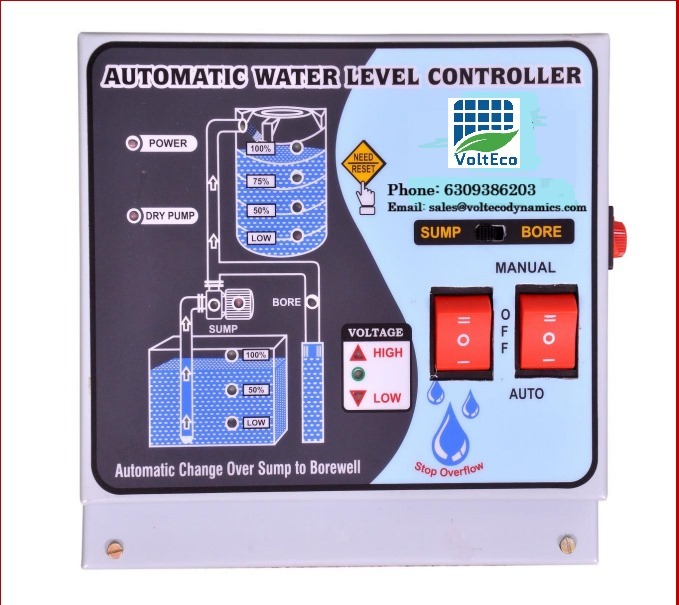 AUTOMATIC WATER LEVEL CONTROLLER
VoltEco
POWER
DRY PUMP
100%
75%
50%
LOW
NEED
RESET
Phone: 6309386203
Email: sales@voltecodynamics.com
SUMP BORE
MANUAL
BORE
SUMP
VOLTAGE
HIGH
LOW
II
O
I
OFF
II
O
I
AUTO
100%
50%
LOW
Stop Overflow
Automatic Change Over Sump to Borewell